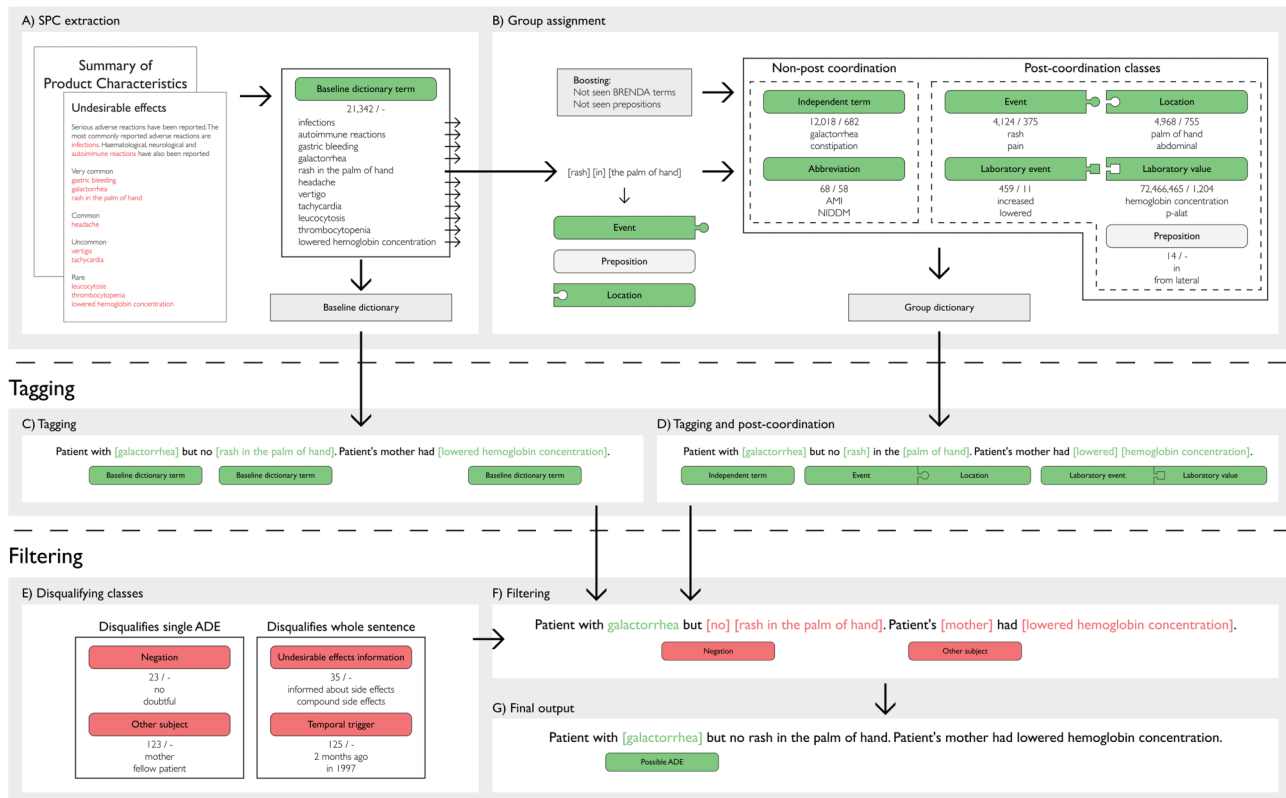 A) SPC extraction
Summary of
Product Characteristics
Undesirable effects
Serious adverse reactions have been reported. The
most commonly reported adverse reactions are
infections. Haematological, neurological and
autoimmune reactions have also been reported
Very common
gastric bleeding
galactorrhea
rash in the palm of hand
Common
headache
Uncommon
vertigo
tachycardia
Rare
leucocytosis
thrombocytopenia
lowered hemoglobin concentration
Baseline dictionary term
21,342 / -
infections
autoimmune reactions
gastric bleeding
galactorrhea
rash in the palm of hand
headache
vertigo
tachycardia
leucocytosis
thrombocytopenia
lowered hemoglobin concentration
Baseline dictionary
B) Group assignment
Boosting:
Not seen BRENDA terms
Not seen prepositions
[rash] [in] [the palm of hand]
Event
Preposition
Location
Non-post coordination
Independent term
12,018 / 682
galactorrhea
constipation
Abbreviation
68 / 58
AMI
NIDDM
Post-coordination classes
Event
4,124 / 375
rash
pain
Location
4,968 / 755
palm of hand
abdominal
Laboratory event
459 / 11
increased
lowered
Laboratory value
72,466,465 / 1,204
hemoglobin concentration
p-alat
Preposition
14 / -
in
from lateral
Group dictionary
Tagging
C) Tagging
Patient with [galactorrhea] but no [rash in the palm of hand]. Patient's mother had [lowered hemoglobin concentration].
Baseline dictionary term
Baseline dictionary term
Baseline dictionary term
D) Tagging and post-coordination
Patient with [galactorrhea] but no [rash] in the [palm of hand]. Patient's mother had [lowered] [hemoglobin concentration].
Independent term
Event
Location
Laboratory event
Laboratory value
Filtering
E) Disqualifying classes
Disqualifies single ADE
Negation
23 / -
no
doubtful
Other subject
123 / -
mother
fellow patient
Disqualifies whole sentence
Undesirable effects information
35 / -
informed about side effects
compound side effects
Temporal trigger
125 / -
2 months ago
in 1997
F) Filtering
Patient with galactorrhea but [no] [rash in the palm of hand]. Patient's [mother] had [lowered hemoglobin concentration].
Negation
Other subject
G) Final output
Patient with [galactorrhea] but no rash in the palm of hand. Patient's mother had lowered hemoglobin concentration.
Possible ADE